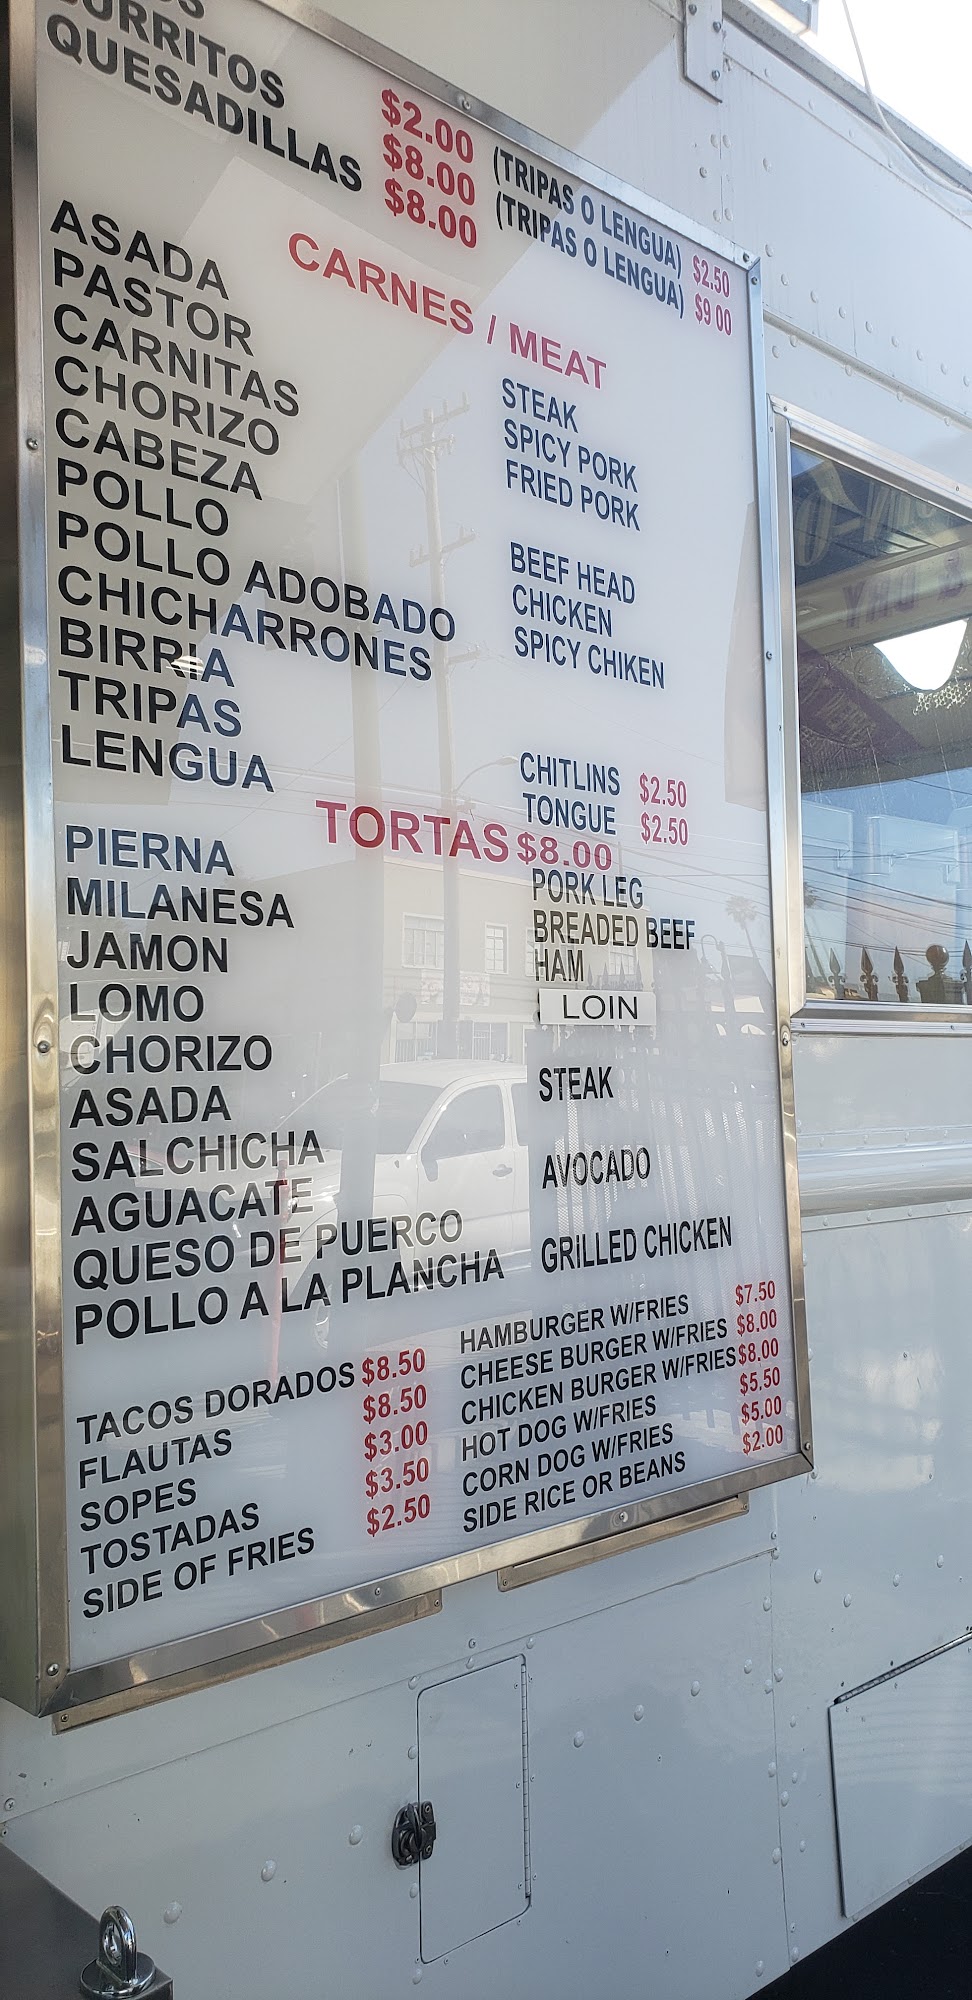 BURRITOS $2.00 (TRIPAS O LENGUA) $2.50
QUESADILLAS $8.00 (TRIPAS O LENGUA) $9 00
$8.00
CARNES / MEAT
ASADA STEAK
PASTOR SPICY PORK
CARNITAS FRIED PORK
CHORIZO
CABEZA BEEF HEAD
POLLO CHICKEN
POLLO ADOBADO SPICY CHIKEN
CHICHARRONES
BIRRIA
TRIPAS CHITLINS $2.50
LENGUA TONGUE $2.50
TORTAS $8.00
PIERNA PORK LEG
MILANESA BREADED BEEF
JAMON HAM
LOMO LOIN
CHORIZO
ASADA STEAK
SALCHICHA
AGUACATE AVOCADO
QUESO DE PUERCO
POLLO A LA PLANCHA GRILLED CHICKEN
TACOS DORADOS $8.50
FLAUTAS $8.50
SOPES $3.00
TOSTADAS $3.50
SIDE OF FRIES $2.50
HAMBURGER W/FRIES $7.50
CHEESE BURGER W/FRIES $8.00
CHICKEN BURGER W/FRIES $8.00
HOT DOG W/FRIES $5.50
CORN DOG W/FRIES $5.00
SIDE RICE OR BEANS $2.00